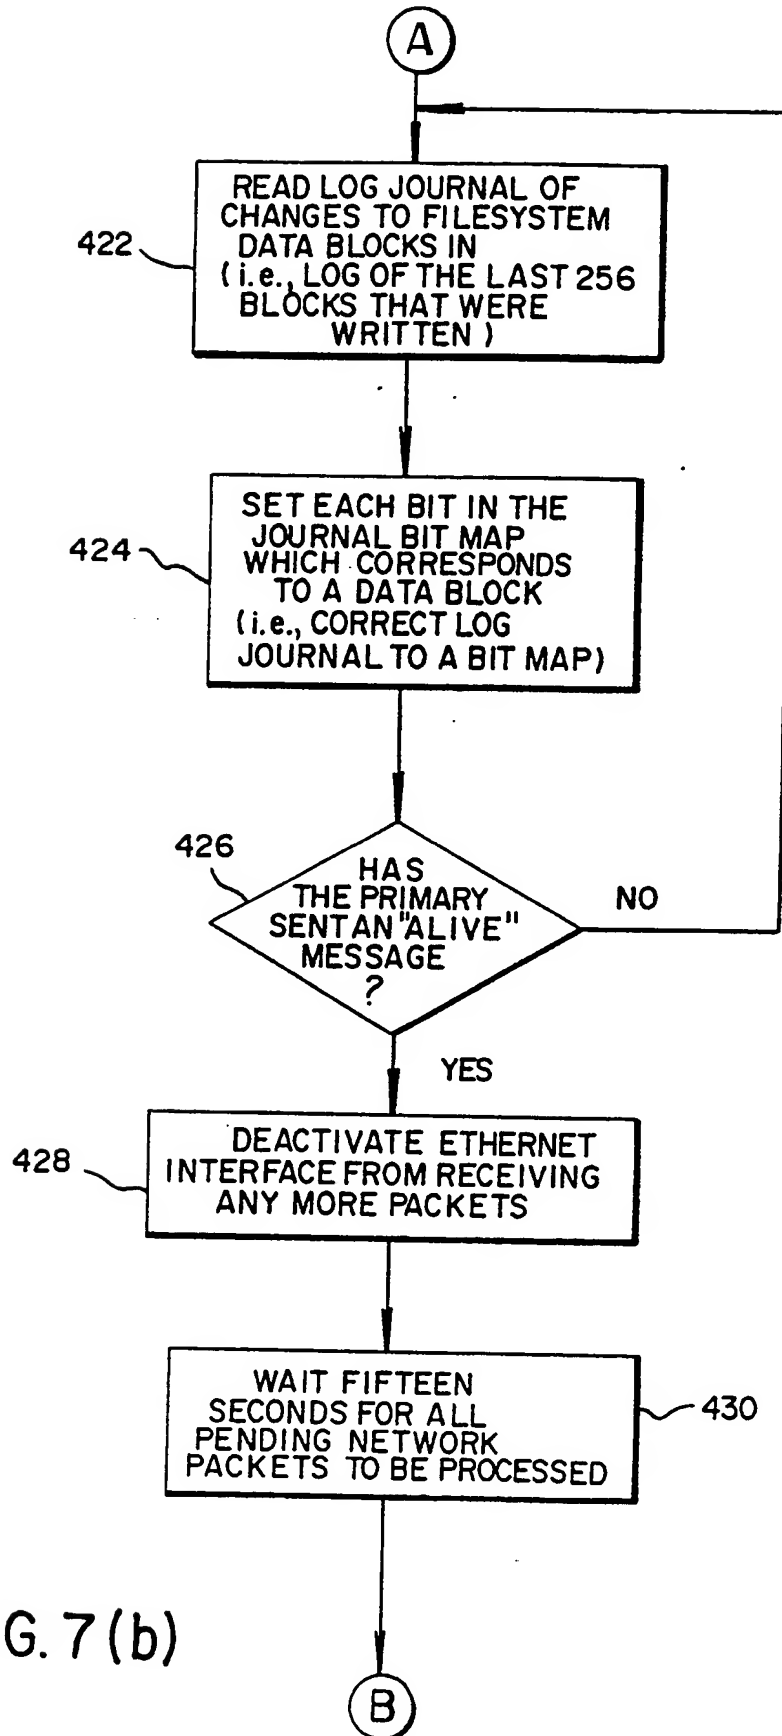 A
READ LOG JOURNAL OF
CHANGES TO FILESYSTEM
DATA BLOCKS IN
(i.e., LOG OF THE LAST 256
BLOCKS THAT WERE
WRITTEN)
422
SET EACH BIT IN THE
JOURNAL BIT MAP
WHICH CORRESPONDS
TO A DATA BLOCK
(i.e., CORRECT LOG
JOURNAL TO A BIT MAP)
424
426
HAS
THE PRIMARY
SENT AN "ALIVE"
MESSAGE
?
NO
YES
DEACTIVATE ETHERNET
INTERFACE FROM RECEIVING
ANY MORE PACKETS
428
WAIT FIFTEEN
SECONDS FOR ALL
PENDING NETWORK
PACKETS TO BE PROCESSED
430
G. 7(b)
B